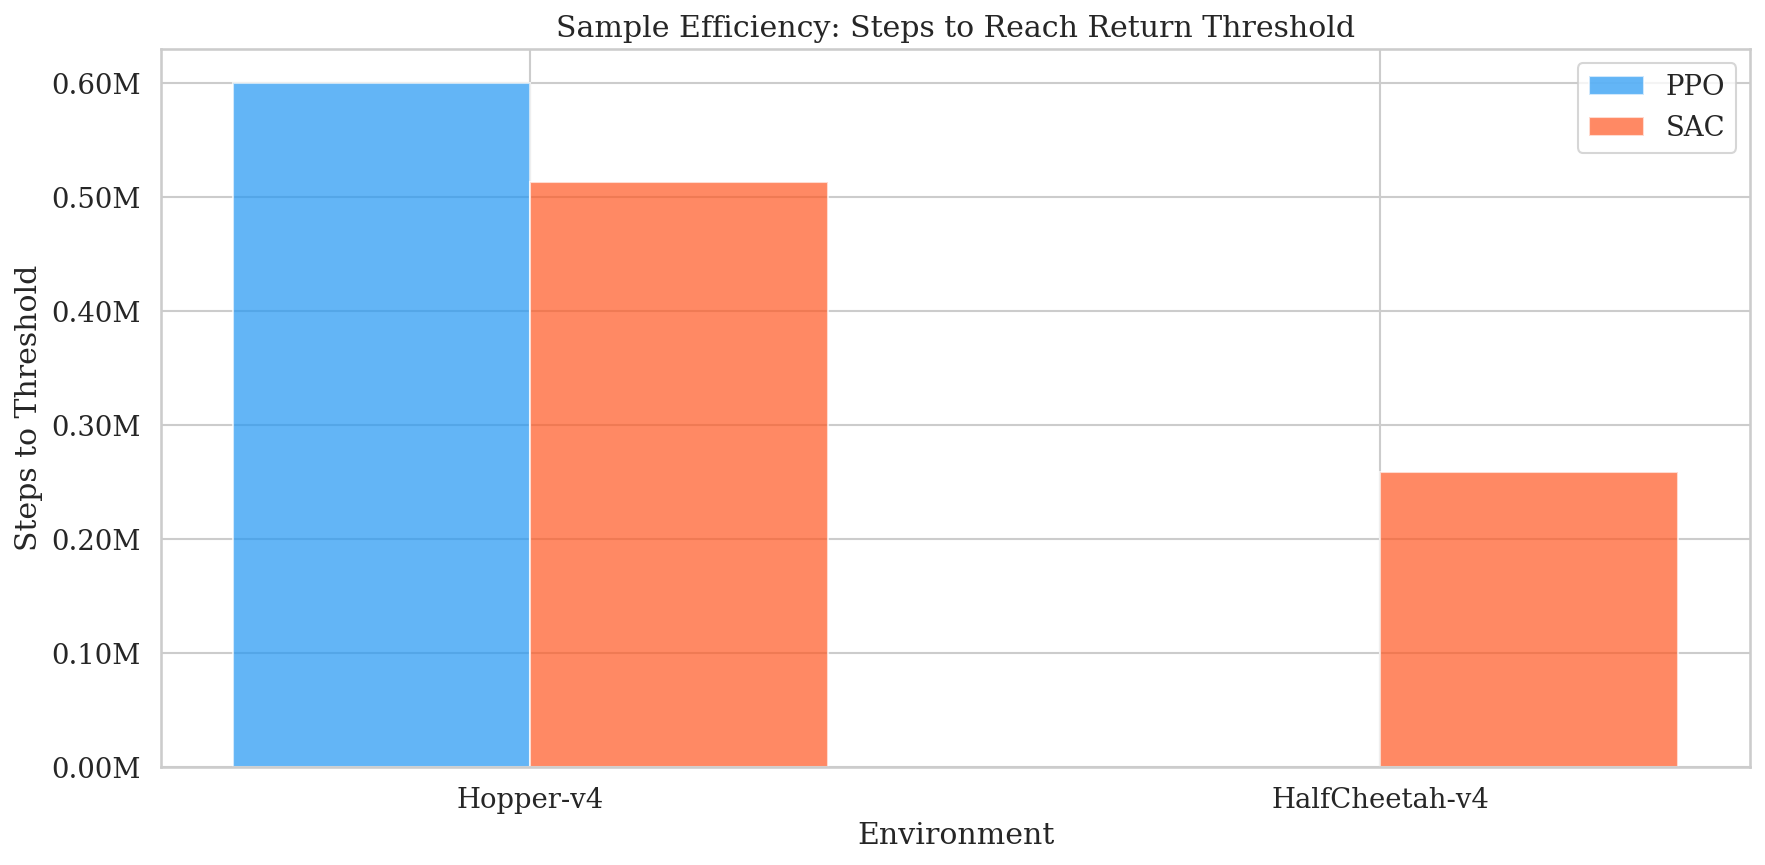 Sample Efficiency: Steps to Reach Return Threshold
PPO
SAC
Steps to Threshold
0.60M
0.50M
0.40M
0.30M
0.20M
0.10M
0.00M
Hopper-v4
HalfCheetah-v4
Environment